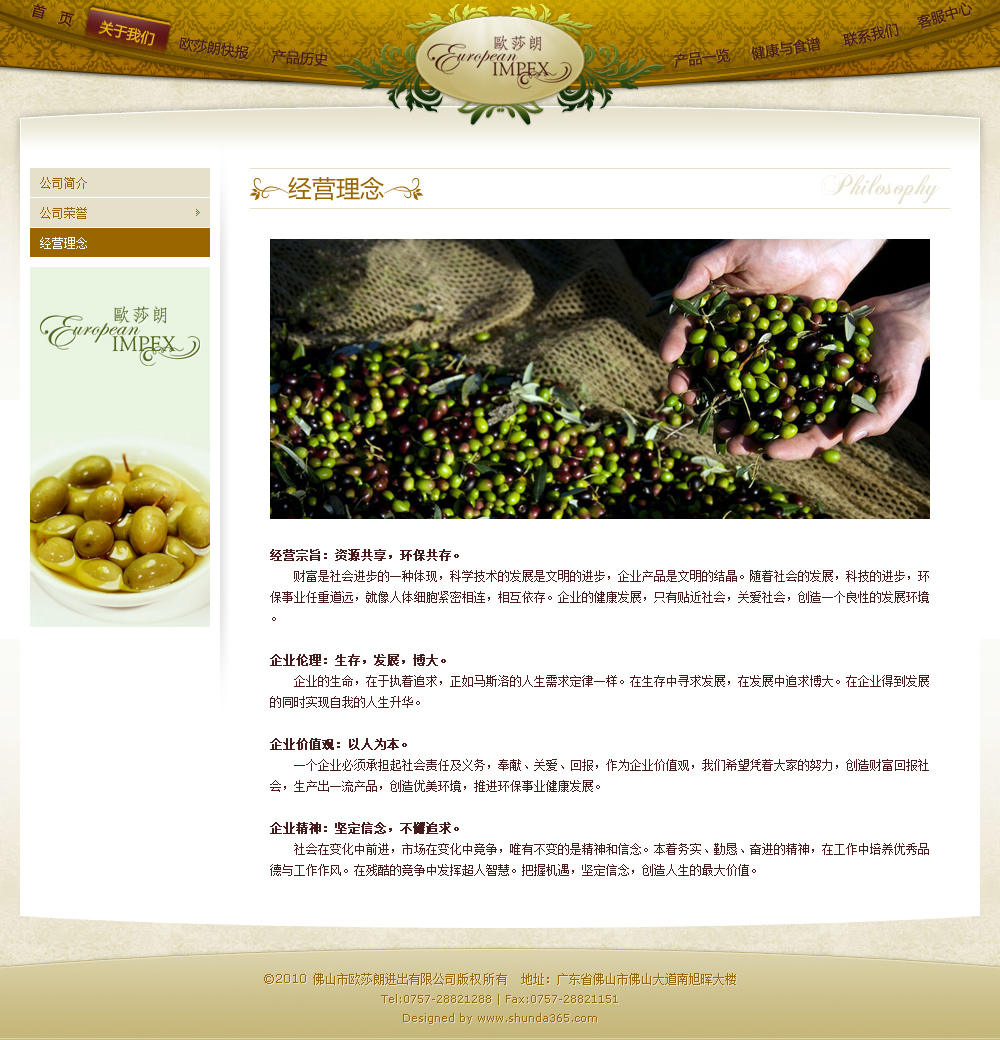 首 页
关于我们
欧莎朗快报
产品历史
歐莎朗
European
IMPEX
产品一览
健康与食谱
联系我们
客服中心
公司简介
公司荣誉
经营理念
歐莎朗
European
IMPEX
经营理念
Philosophy
经营宗旨：资源共享，环保共存。
财富是社会进步的一种体现，科学技术的发展是文明的进步，企业产品是文明的结晶。随着社会的发展，科技的进步，环
保事业任重道远，就像人体细胞紧密相连，相互依存。企业的健康发展，只有贴近社会，关爱社会，创造一个良性的发展环境
。
企业伦理：生存，发展，博大。
企业的生命，在于执着追求，正如马斯洛的人生需求定律一样。在生存中寻求发展，在发展中追求博大。在企业得到发展
的同时实现自我的人生升华。
企业价值观：以人为本。
一个企业必须承担起社会责任及义务，奉献、关爱、回报，作为企业价值观，我们希望凭着大家的努力，创造财富回报社
会，生产出一流产品，创造优美环境，推进环保事业健康发展。
企业精神：坚定信念，不懈追求。
社会在变化中前进，市场在变化中竞争，唯有不变的是精神和信念。本着务实、勤恳、奋进的精神，在工作中培养优秀品
德与工作作风。在残酷的竞争中发挥超人智慧。把握机遇，坚定信念，创造人生的最大价值。
©2010 佛山市欧莎朗进出有限公司版权所有 地址：广东省佛山市佛山大道南旭晖大楼
Tel:0757-28821288 | Fax:0757-28821151
Designed by www.shunda365.com